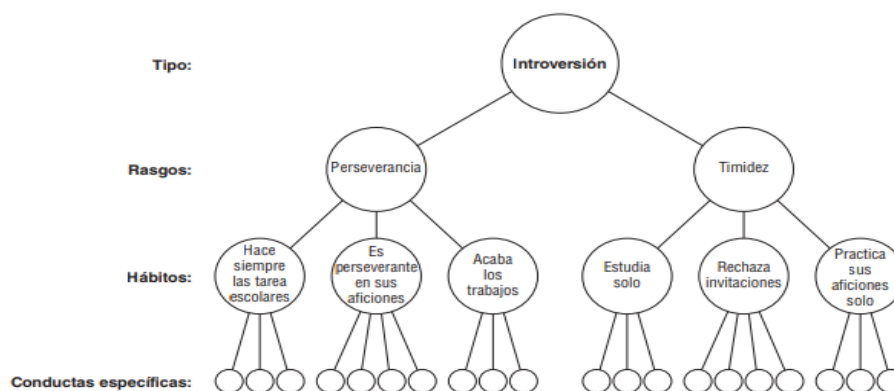 Tipo:
Introversión
Rasgos:
Perseverancia
Timidez
Hábitos:
Hace
siempre
las tarea
escolares
Es
perseverante
en sus
aficiones
Acaba
los
trabajos
Estudia
solo
Rechaza
invitaciones
Practica
sus
aficiones
solo
Conductas específicas: